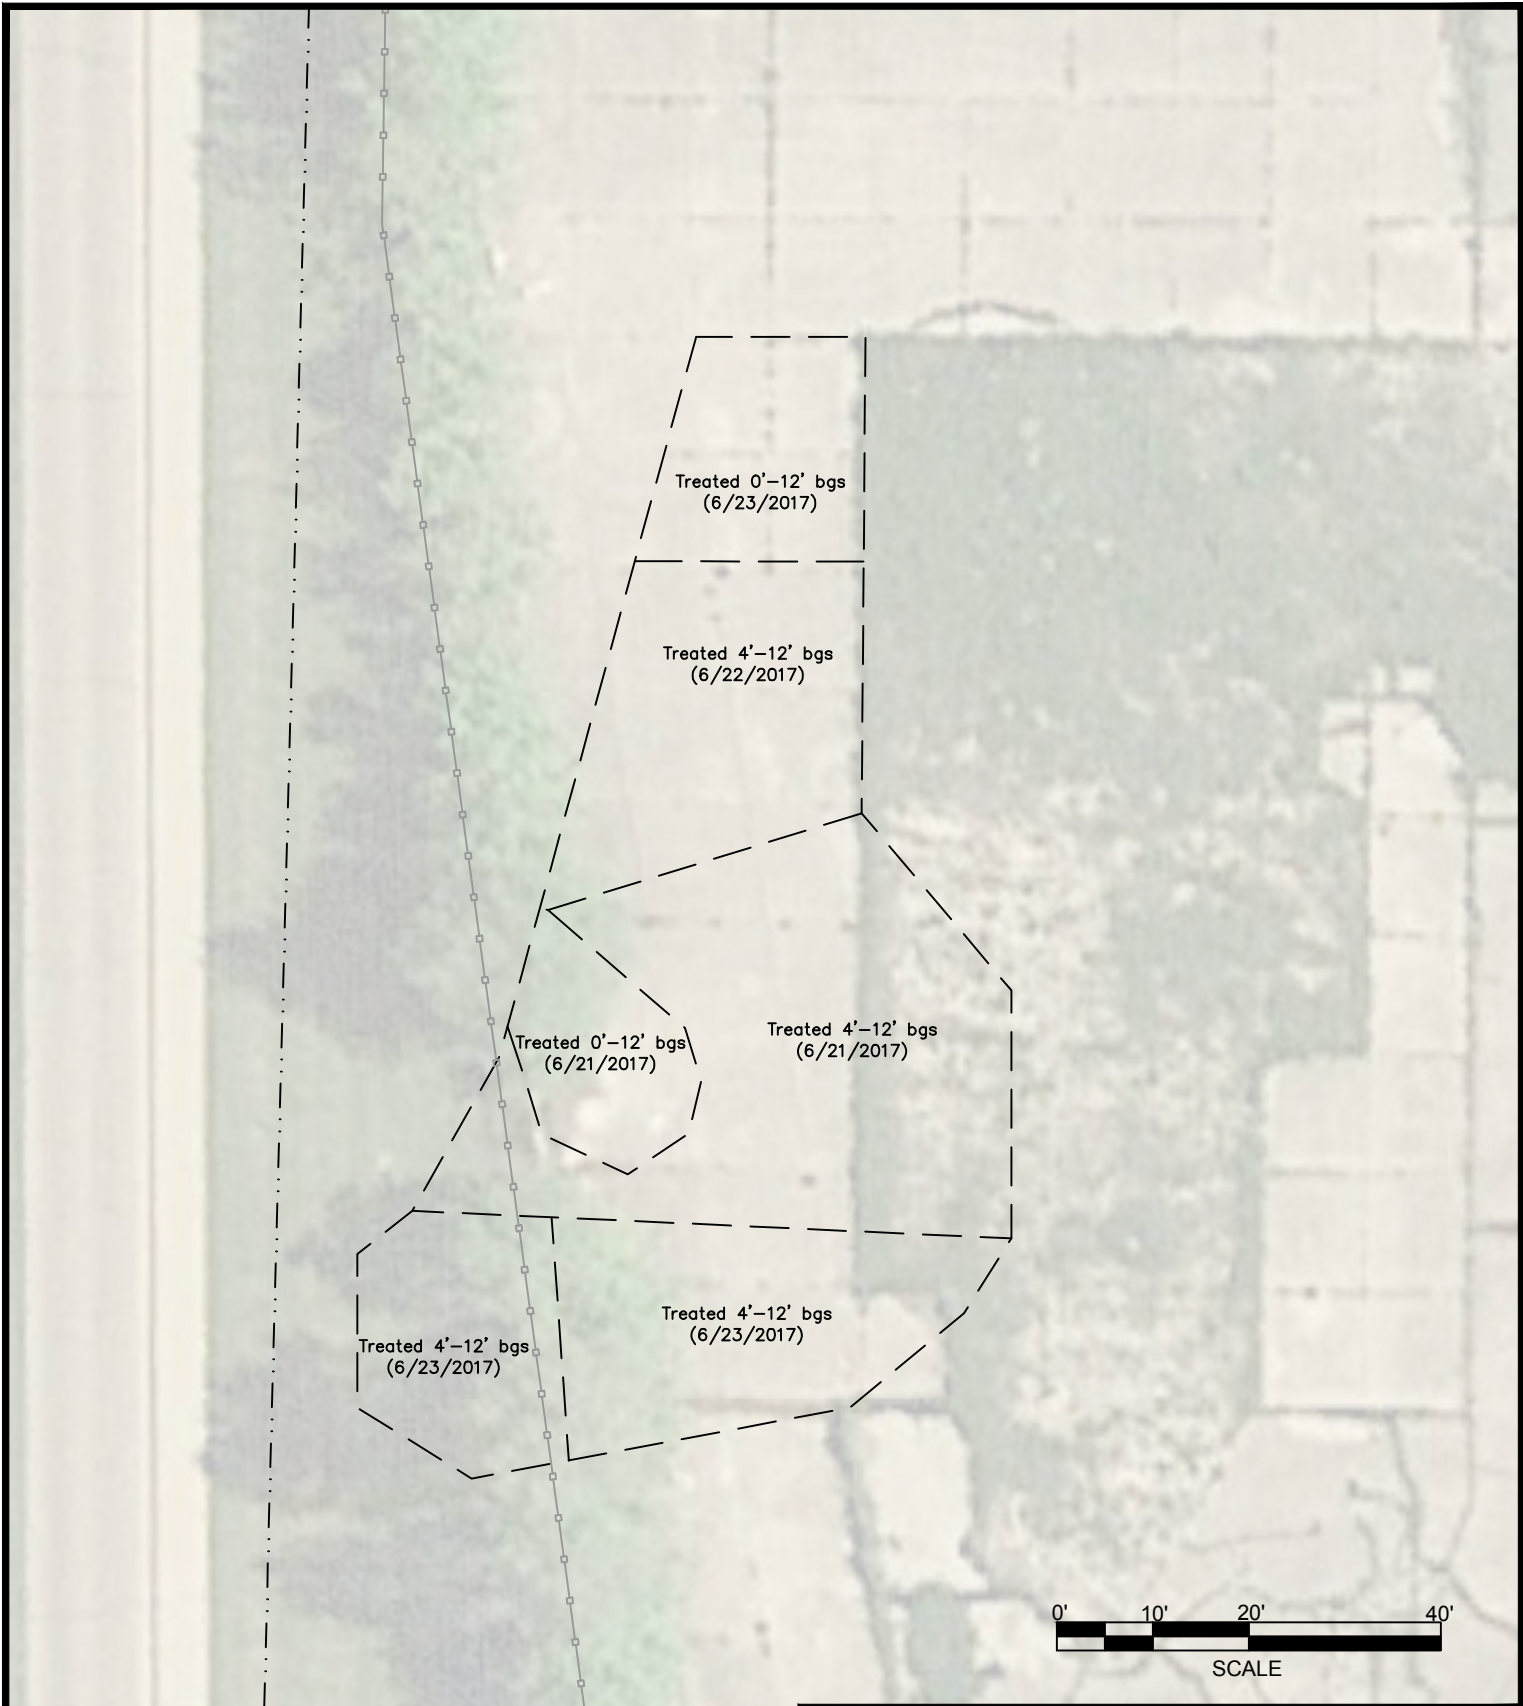 Treated 0'-12' bgs
(6/23/2017)
Treated 4'-12' bgs
(6/22/2017)
Treated 0'-12' bgs
(6/21/2017)
Treated 4'-12' bgs
(6/21/2017)
Treated 4'-12' bgs
(6/23/2017)
Treated 4'-12' bgs
(6/23/2017)
0' 10' 20' 40'
SCALE